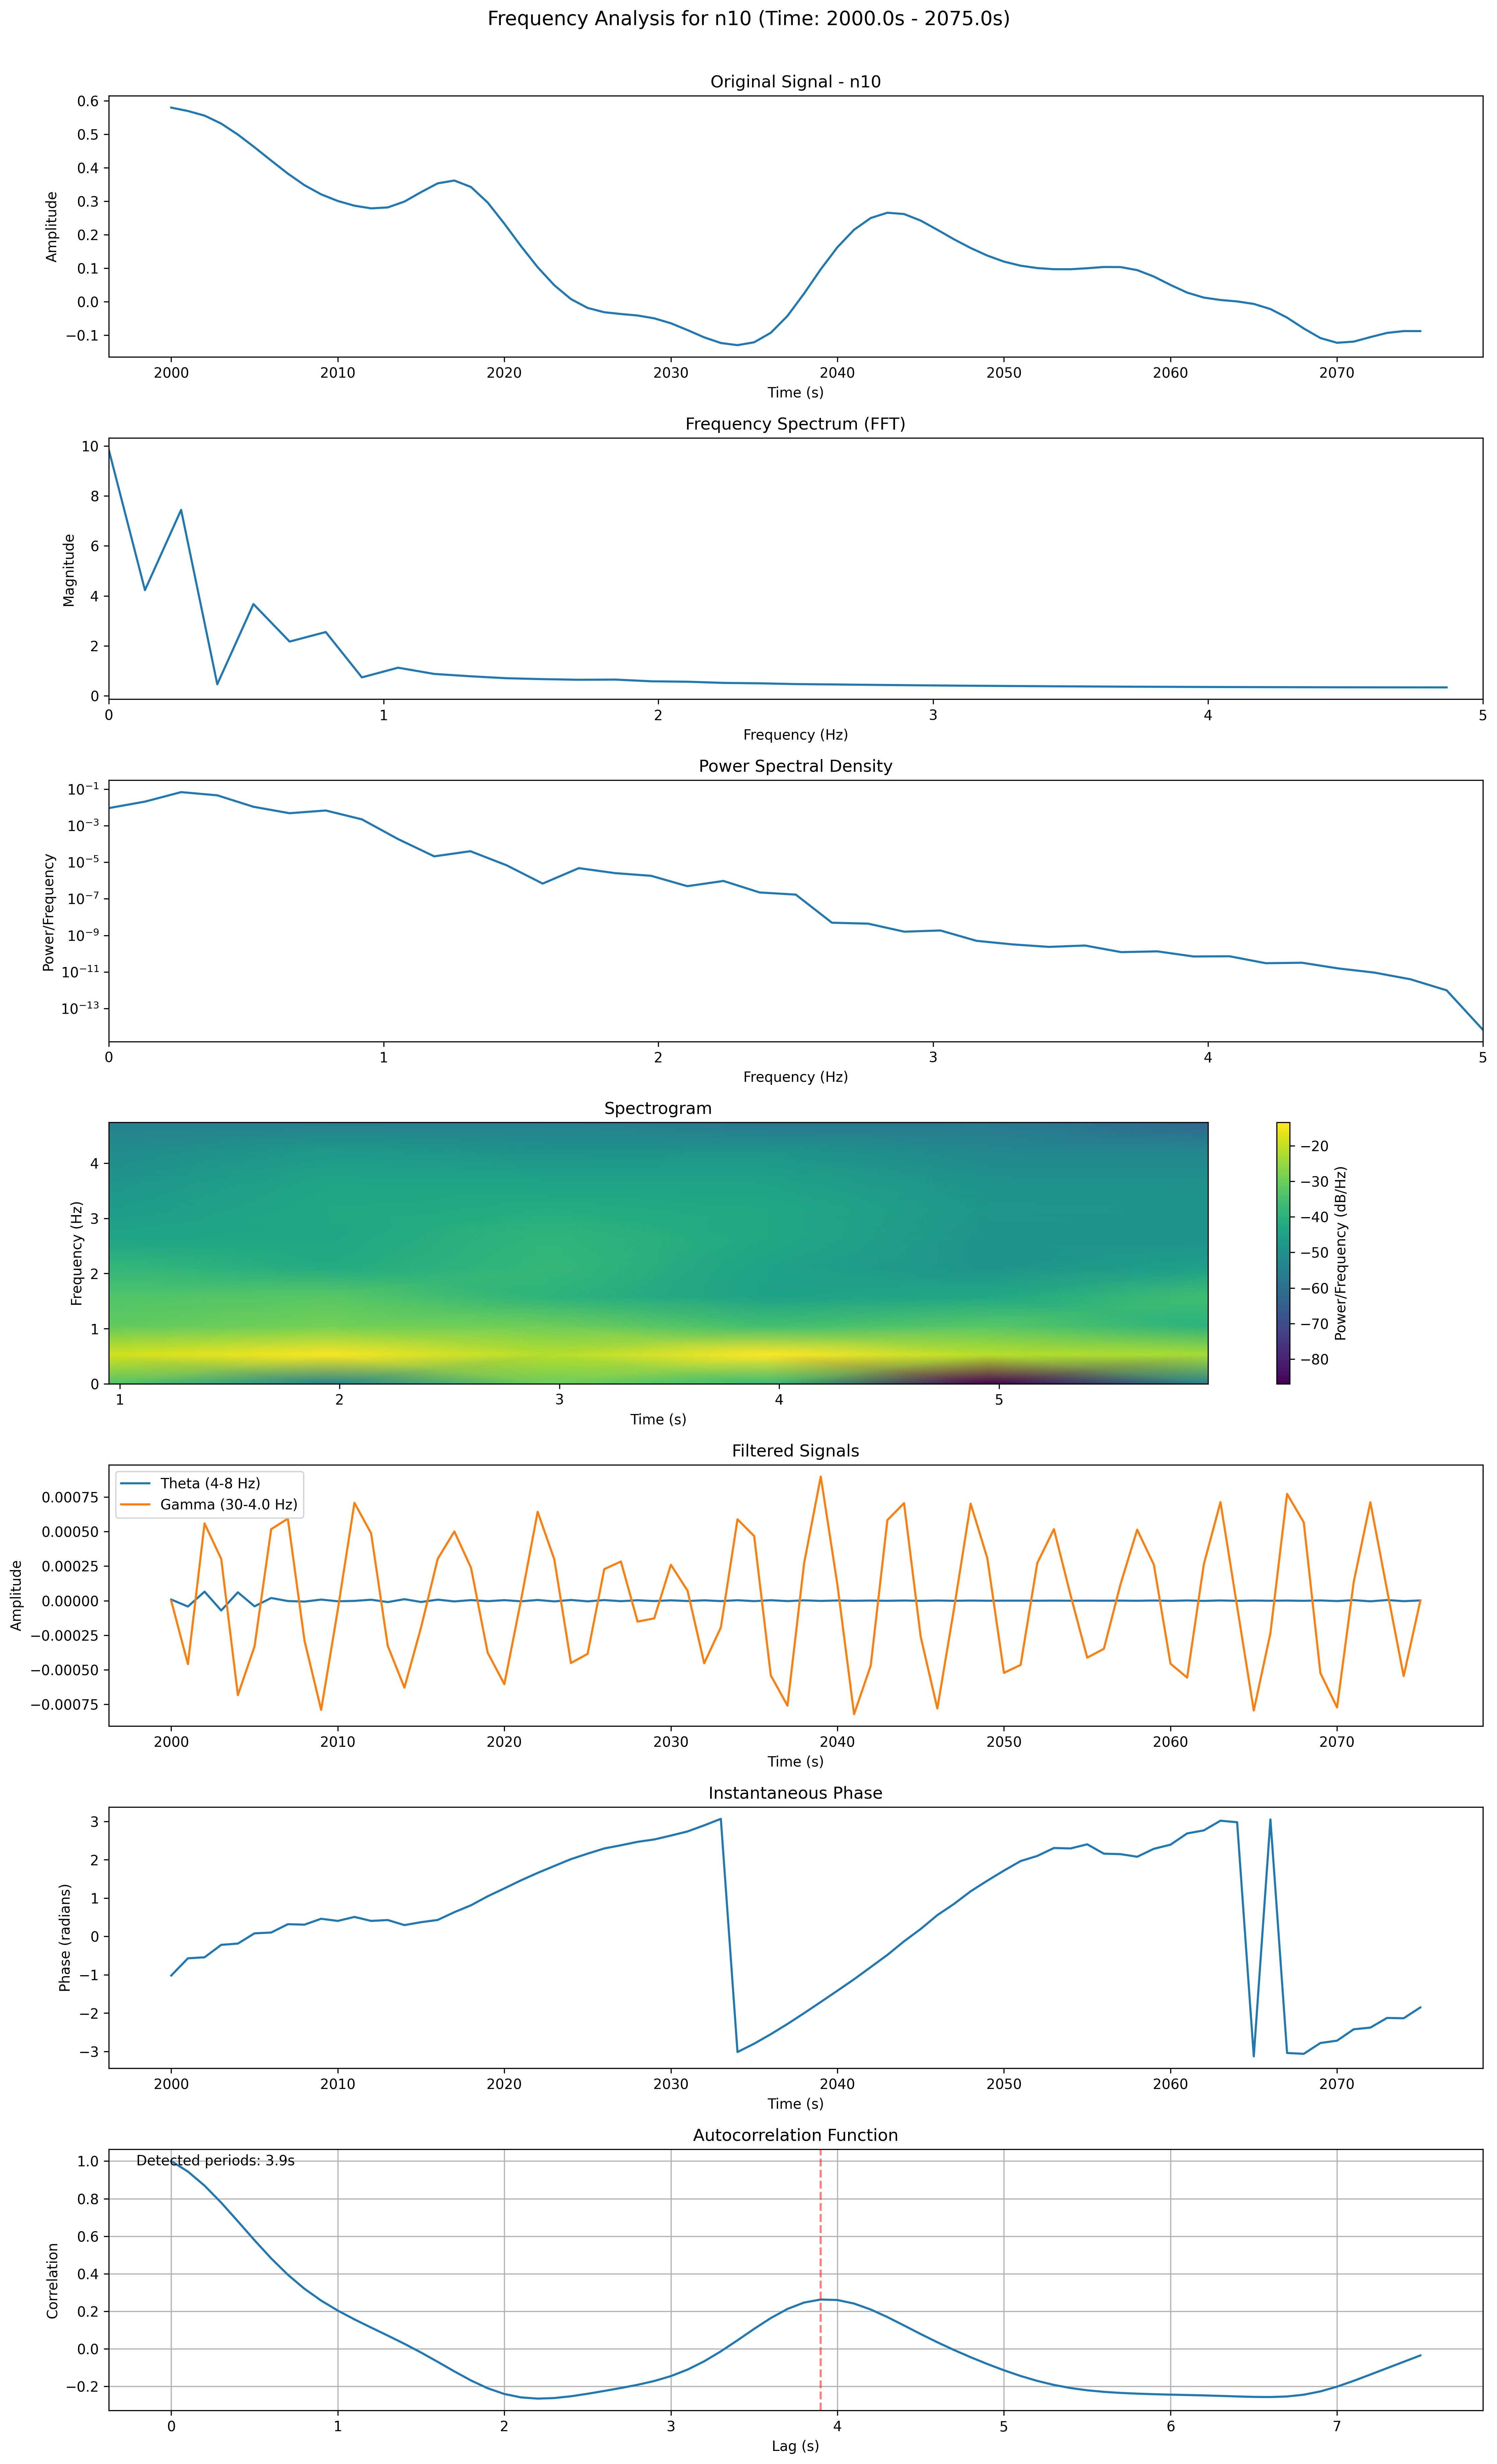 Frequency Analysis for n10 (Time: 2000.0s - 2075.0s)
Original Signal - n10
0.6
0.5
0.4
0.3
0.2
0.1
0.0
−0.1
Amplitude
2000 2010 2020 2030 2040 2050 2060 2070
Time (s)
Frequency Spectrum (FFT)
10
8
6
4
2
0
Magnitude
0 1 2 3 4 5
Frequency (Hz)
Power Spectral Density
10⁻¹
10⁻³
10⁻⁵
10⁻⁷
10⁻⁹
10⁻¹¹
10⁻¹³
Power/Frequency
0 1 2 3 4 5
Frequency (Hz)
Spectrogram
4
3
2
1
0
Frequency (Hz)
1 2 3 4 5
Time (s)
−20
−30
−40
−50
−60
−70
−80
Power/Frequency (dB/Hz)
Filtered Signals
Theta (4-8 Hz)
Gamma (30-4.0 Hz)
0.00075
0.00050
0.00025
0.00000
−0.00025
−0.00050
−0.00075
Amplitude
2000 2010 2020 2030 2040 2050 2060 2070
Time (s)
Instantaneous Phase
3
2
1
0
−1
−2
−3
Phase (radians)
2000 2010 2020 2030 2040 2050 2060 2070
Time (s)
Autocorrelation Function
Detected periods: 3.9s
1.0
0.8
0.6
0.4
0.2
0.0
−0.2
Correlation
0 1 2 3 4 5 6 7
Lag (s)